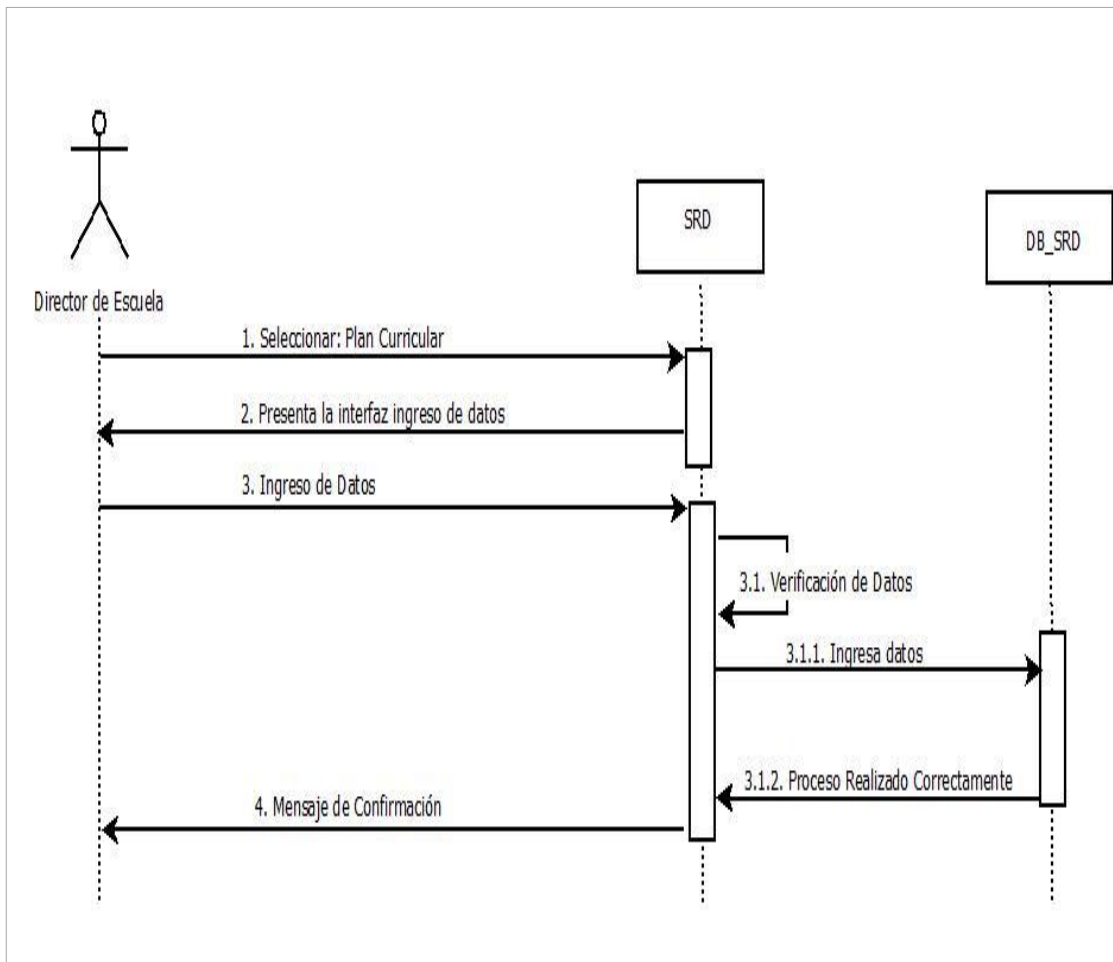 SRD
DB_SRD
Director de Escuela
1. Seleccionar: Plan Curricular
2. Presenta la interfaz ingreso de datos
3. Ingreso de Datos
3.1. Verificación de Datos
3.1.1. Ingresa datos
3.1.2. Proceso Realizado Correctamente
4. Mensaje de Confirmación